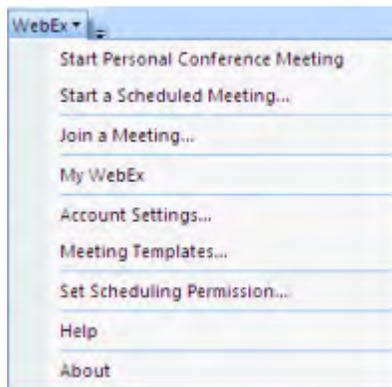 WebEx
Start Personal Conference Meeting
Start a Scheduled Meeting...
Join a Meeting...
My WebEx
Account Settings...
Meeting Templates...
Set Scheduling Permission...
Help
About